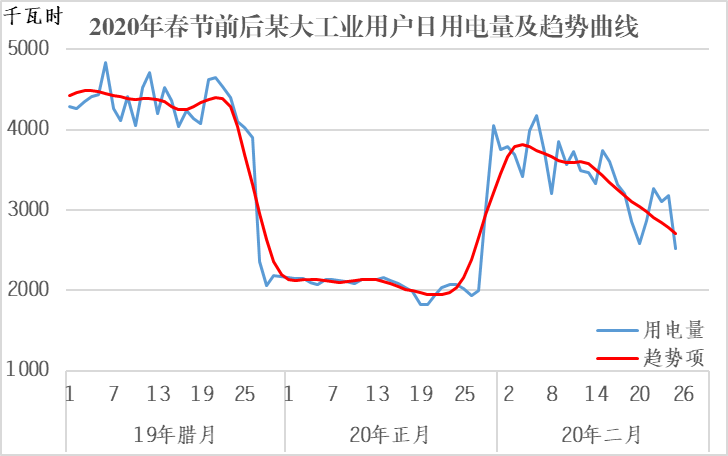 千瓦时
2020年春节前后某大工业用户日用电量及趋势曲线
5000
4000
3000
2000
1000
用电量
趋势项
1 7 13 19 25 1 7 13 19 25 2 8 14 20 26
19年腊月 20年正月 20年二月